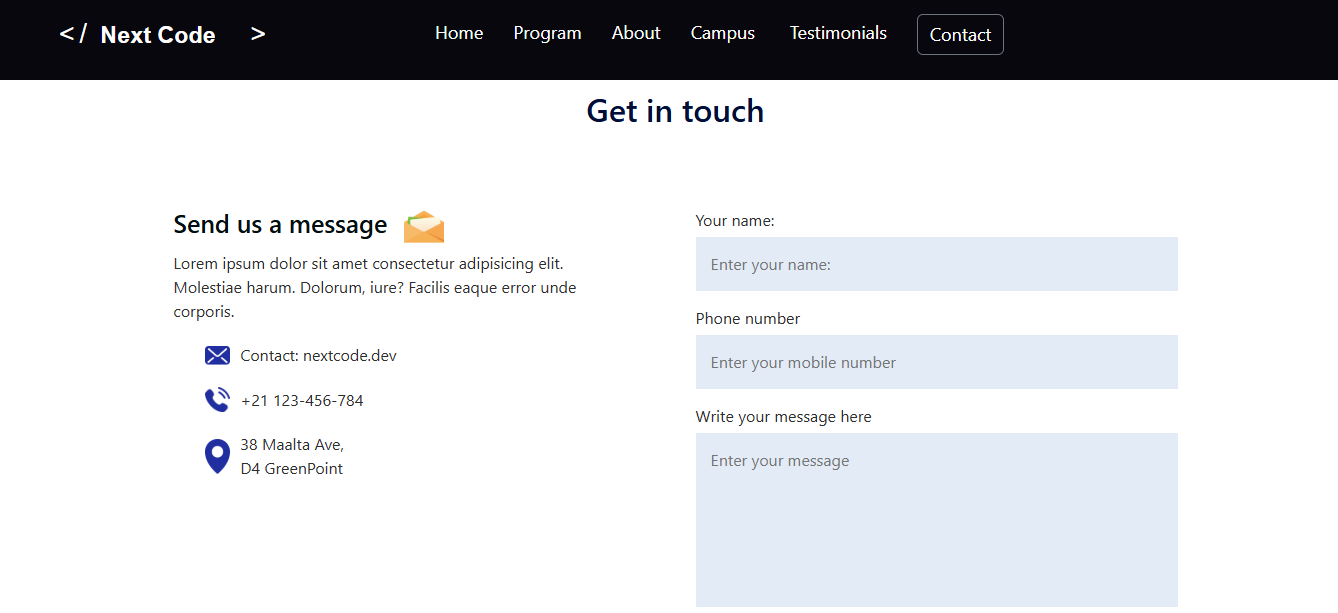 </ Next Code >
Home Program About Campus Testimonials Contact
Get in touch
Send us a message
Lorem ipsum dolor sit amet consectetur adipisicing elit.
Molestiae harum. Dolorum, iure? Facilis eaque error unde
corporis.
Contact: nextcode.dev
+21 123-456-784
38 Maalta Ave,
D4 GreenPoint
Your name:
Enter your name:
Phone number
Enter your mobile number
Write your message here
Enter your message